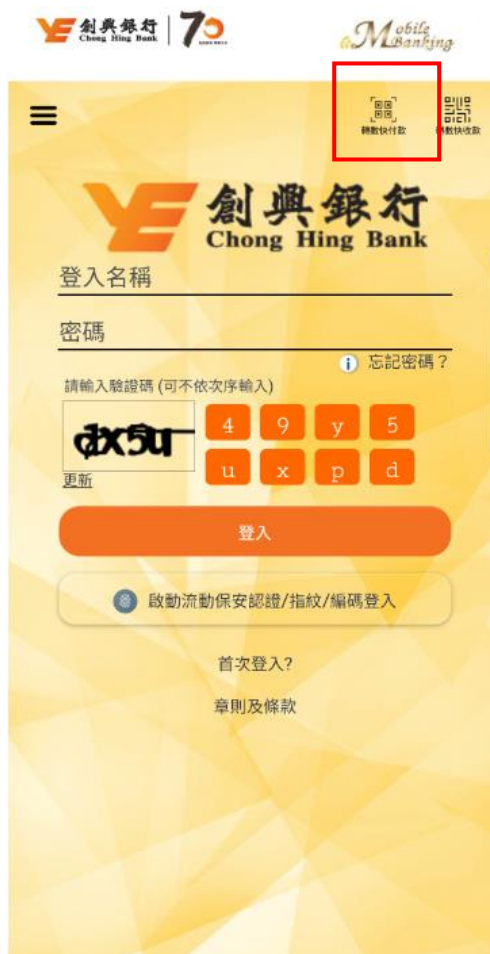 創興銀行
Chong Hing Bank
70
Mobile
Banking
轉數快付款
轉數快收款
創興銀行
Chong Hing Bank
登入名稱
密碼
i 忘記密碼？
請輸入驗證碼 (可不依次序輸入)
dx5u
4 9 y 5
u x p d
更新
登入
啟動流動保安認證/指紋/編碼登入
首次登入?
章則及條款